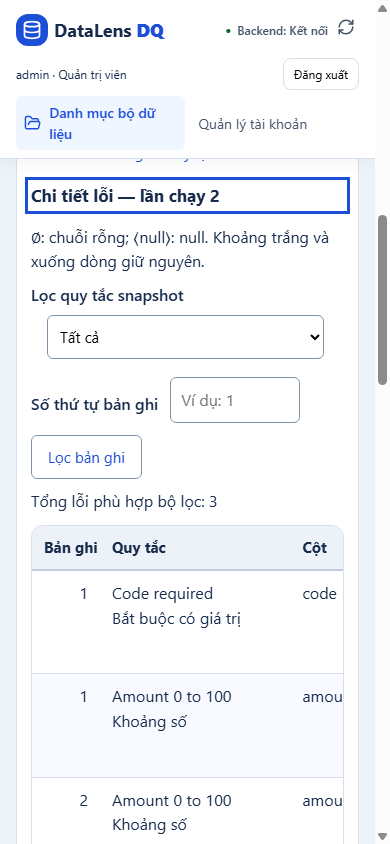 DataLens DQ
Backend: Kết nối
admin · Quản trị viên
Đăng xuất
Danh mục bộ dữ
liệu
Quản lý tài khoản
Chi tiết lỗi — lần chạy 2
∅: chuỗi rỗng; ⟨null⟩: null. Khoảng trắng và
xuống dòng giữ nguyên.
Lọc quy tắc snapshot
Tất cả
Số thứ tự bản ghi
Ví dụ: 1
Lọc bản ghi
Tổng lỗi phù hợp bộ lọc: 3
Bản ghi Quy tắc Cột
1 Code required code
Bắt buộc có giá trị
1 Amount 0 to 100 amou
Khoảng số
2 Amount 0 to 100 amou
Khoảng số